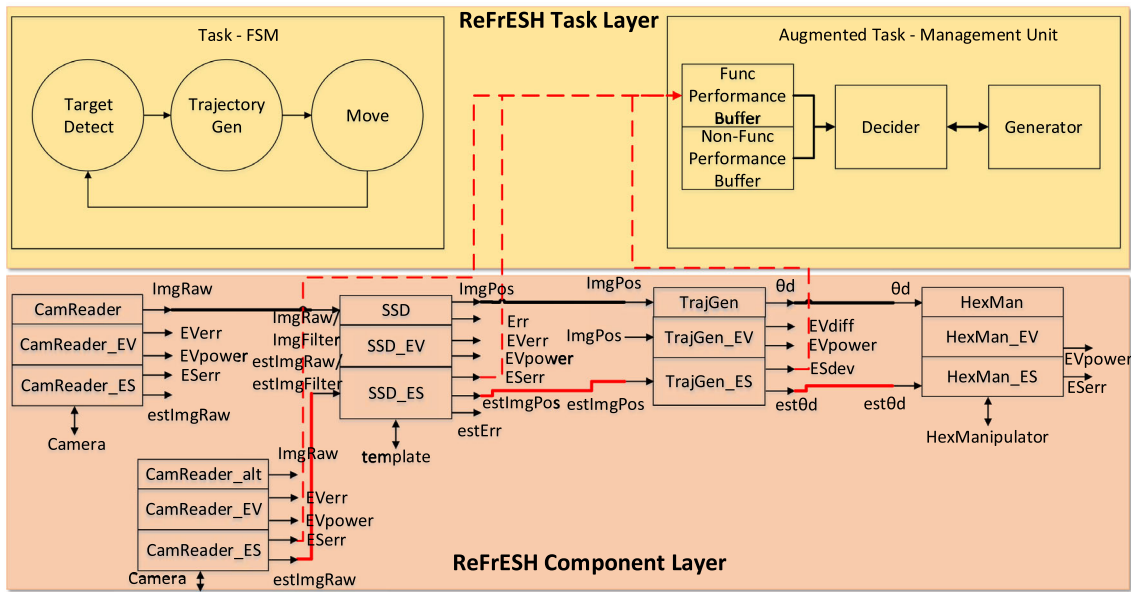 ReFrESH Task Layer
Task - FSM
Target
Detect
Trajectory
Gen
Move
Augmented Task - Management Unit
Func
Performance
Buffer
Non-Func
Performance
Buffer
Decider
Generator
CamReader
CamReader_EV
CamReader_ES
ImgRaw
EVerr
EVpower
ESerr
estImgRaw
Camera
ImgRaw/
ImgFilter
estImgRaw/
estImgFilter
SSD
SSD_EV
SSD_ES
template
ImgPos
Err
EVerr
EVpower
ESerr
estImgPos
estErr
ImgPos
ImgPos
estImgPos
TrajGen
TrajGen_EV
TrajGen_ES
θd
EVdiff
EVpower
ESdev
estθd
θd
estθd
HexMan
HexMan_EV
HexMan_ES
EVpower
ESerr
HexManipulator
CamReader_alt
CamReader_EV
CamReader_ES
ImgRaw
EVerr
EVpower
ESerr
estImgRaw
Camera
ReFrESH Component Layer